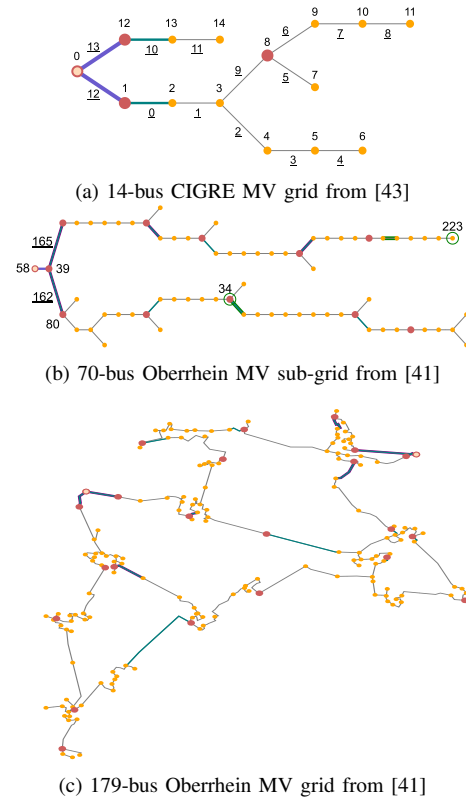 12 13 14
0 13 10 11
12
1 2 3
0 1
9 10 11
6 7 8
8
9 5 7
2 4 5 6
3 4
(a) 14-bus CIGRE MV grid from [43]
165 223
58 39
162 34
80
(b) 70-bus Oberrhein MV sub-grid from [41]
(c) 179-bus Oberrhein MV grid from [41]